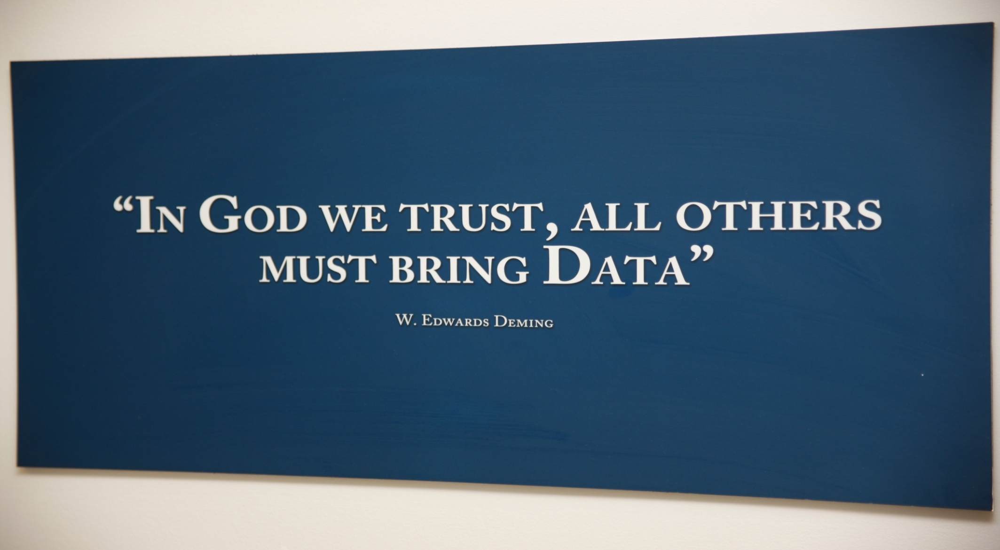 “In God we trust, all others
must bring Data”
W. Edwards Deming